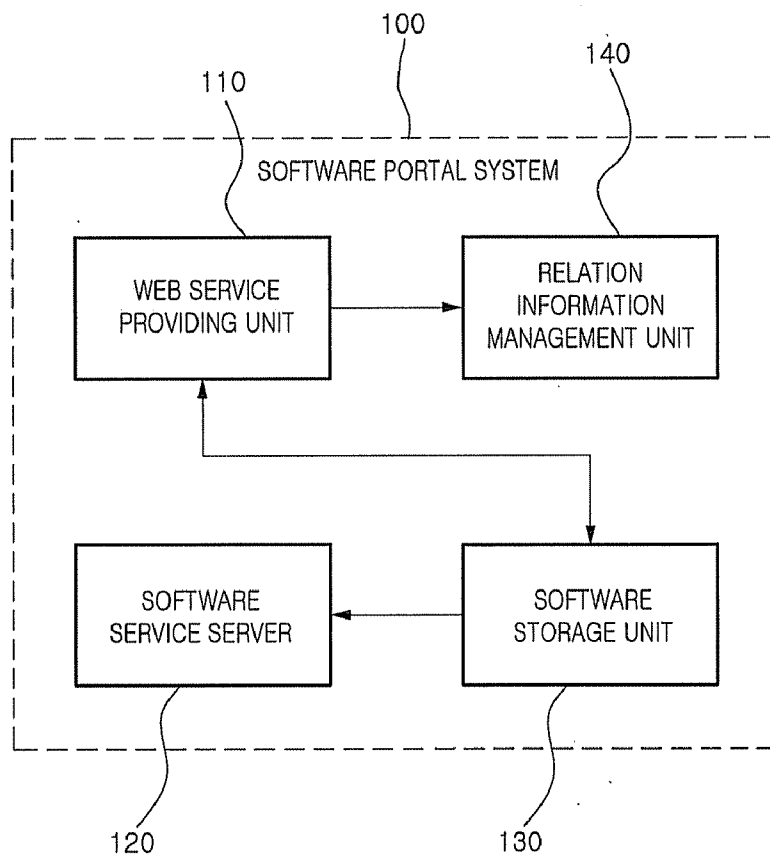 100
110
140
SOFTWARE PORTAL SYSTEM
WEB SERVICE
PROVIDING UNIT
RELATION
INFORMATION
MANAGEMENT UNIT
SOFTWARE
SERVICE SERVER
SOFTWARE
STORAGE UNIT
120
130